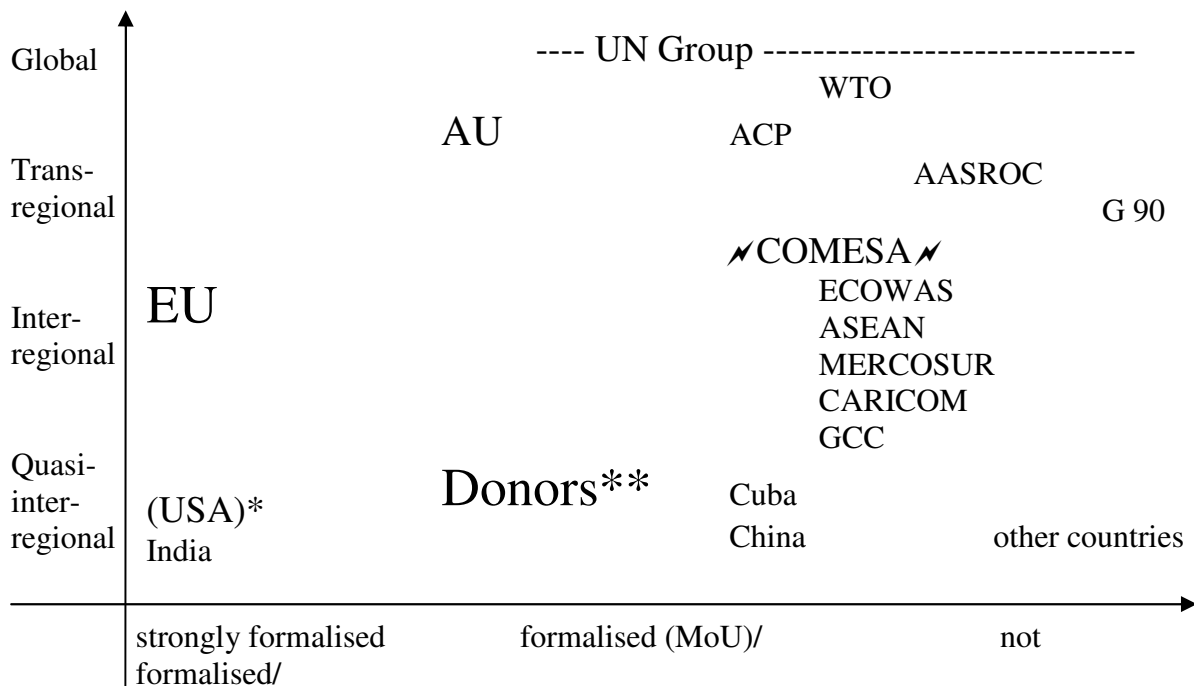 Global
---- UN Group -----------------------------
WTO
AU
ACP
Trans-
regional
AASROC
G 90
COMESA
EU
ECOWAS
Inter-
regional
ASEAN
MERCOSUR
CARICOM
GCC
Quasi-
inter-
regional
Donors**
(USA)*
India
Cuba
China
other countries
strongly formalised
formalised (MoU)/
not
formalised/